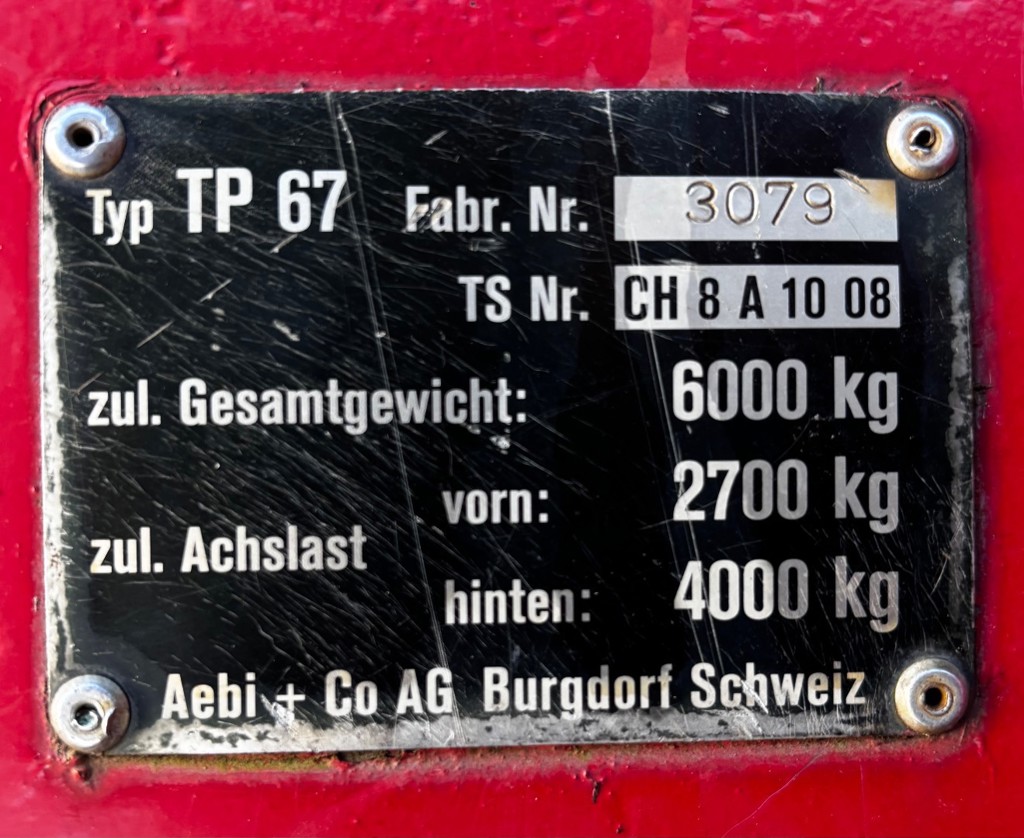 Typ TP 67 Fabr. Nr. 3079
TS Nr. CH 8 A 10 08
zul. Gesamtgewicht: 6000 kg
vorn: 2700 kg
zul. Achslast
hinten: 4000 kg
Aebi + Co AG Burgdorf Schweiz